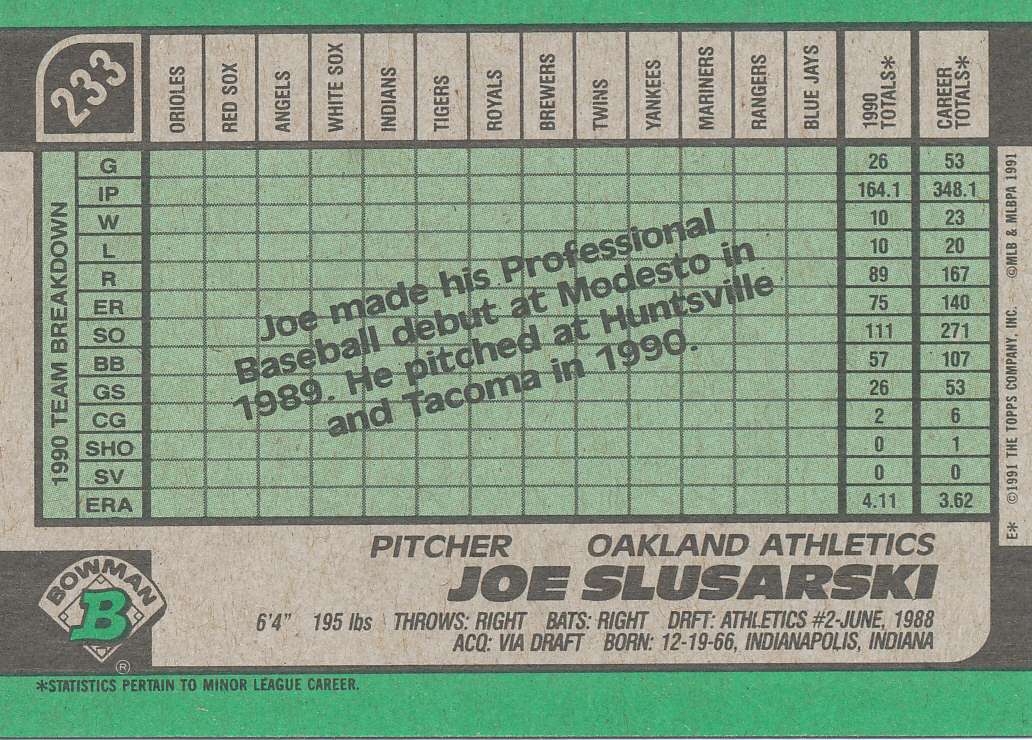 233
ORIOLES RED SOX ANGELS WHITE SOX INDIANS TIGERS ROYALS BREWERS TWINS YANKEES MARINERS RANGERS BLUE JAYS 1990 TOTALS* CAREER TOTALS*
1990 TEAM BREAKDOWN
G 26 53
IP 164.1 348.1
W 10 23
L 10 20
R 89 167
ER 75 140
SO 111 271
BB 57 107
GS 26 53
CG 2 6
SHO 0 1
SV 0 0
ERA 4.11 3.62
Joe made his Professional
Baseball debut at Modesto in
1989. He pitched at Huntsville
and Tacoma in 1990.
E* ©1991 THE TOPPS COMPANY, INC. ©MLB & MLBPA 1991
PITCHER OAKLAND ATHLETICS
JOE SLUSARSKI
6'4" 195 lbs THROWS: RIGHT BATS: RIGHT DRFT: ATHLETICS #2-JUNE, 1988
ACQ: VIA DRAFT BORN: 12-19-66, INDIANAPOLIS, INDIANA
BOWMAN
B
®
*STATISTICS PERTAIN TO MINOR LEAGUE CAREER.